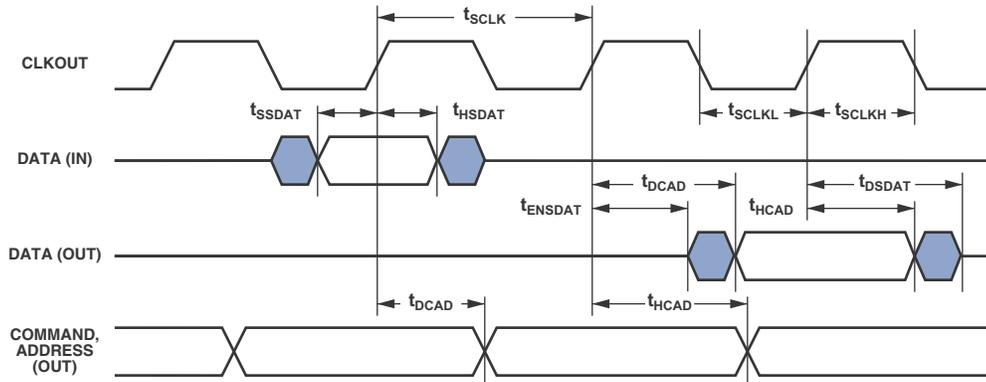 tSCLK
CLKOUT
tSSDAT
tHSDAT
tSCLKL
tSCLKH
DATA (IN)
tDCAD
tDSDAT
tENSDAT
tHCAD
DATA (OUT)
tDCAD
tHCAD
COMMAND,
ADDRESS
(OUT)